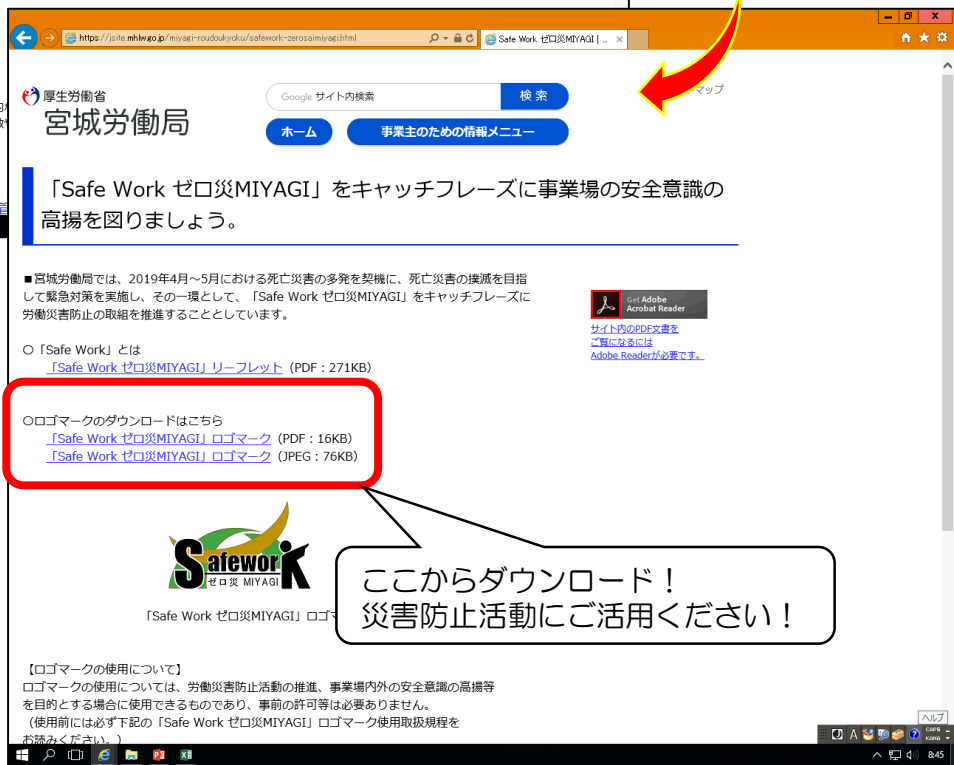 https://jsite.mhlw.go.jp/miyagi-roudoukyoku/safework-zerosaimiyagi.html
Safe Work ゼロ災MIYAGI | ...
厚生労働省
宮城労働局
Google サイト内検索
検索
マップ
ホーム
事業主のための情報メニュー
「Safe Work ゼロ災MIYAGI」をキャッチフレーズに事業場の安全意識の
高揚を図りましょう。
■宮城労働局では、2019年4月～5月における死亡災害の多発を契機に、死亡災害の撲滅を目指
して緊急対策を実施し、その一環として、「Safe Work ゼロ災MIYAGI」をキャッチフレーズに
労働災害防止の取組を推進することとしています。
Get Adobe
Acrobat Reader
サイト内のPDF文書を
ご覧になるには
Adobe Readerが必要です。
○「Safe Work」とは
「Safe Work ゼロ災MIYAGI」リーフレット（PDF：271KB）
○ロゴマークのダウンロードはこちら
「Safe Work ゼロ災MIYAGI」ロゴマーク（PDF：16KB）
「Safe Work ゼロ災MIYAGI」ロゴマーク（JPEG：76KB）
Safework
ゼロ災 MIYAGI
「Safe Work ゼロ災MIYAGI」ロゴ
ここからダウンロード！
災害防止活動にご活用ください！
【ロゴマークの使用について】
ロゴマークの使用については、労働災害防止活動の推進、事業場内外の安全意識の高揚等
を目的とする場合に使用できるものであり、事前の許可等は必要ありません。
（使用前には必ず下記の「Safe Work ゼロ災MIYAGI」ロゴマーク使用取扱規程を
お読みください。）
ヘルプ
A
CAPS
KANA
8:45